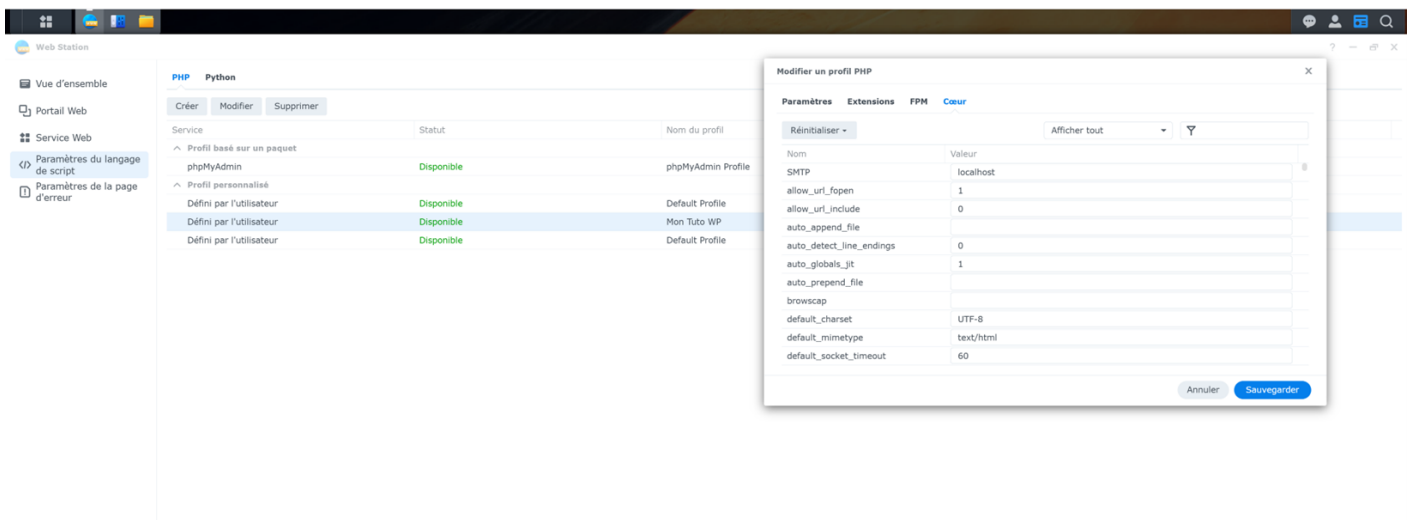 Web Station
Vue d'ensemble
Portail Web
Service Web
Paramètres du langage
de script
Paramètres de la page
d'erreur
PHP Python
Créer Modifier Supprimer
Service Statut Nom du profil
Profil basé sur un paquet
phpMyAdmin Disponible phpMyAdmin Profile
Profil personnalisé
Défini par l'utilisateur Disponible Default Profile
Défini par l'utilisateur Disponible Mon Tuto WP
Défini par l'utilisateur Disponible Default Profile
Modifier un profil PHP
Paramètres Extensions FPM Cœur
Réinitialiser Afficher tout
Nom Valeur
SMTP localhost
allow_url_fopen 1
allow_url_include 0
auto_append_file
auto_detect_line_endings 0
auto_globals_jit 1
auto_prepend_file
browscap
default_charset UTF-8
default_mimetype text/html
default_socket_timeout 60
Annuler Sauvegarder